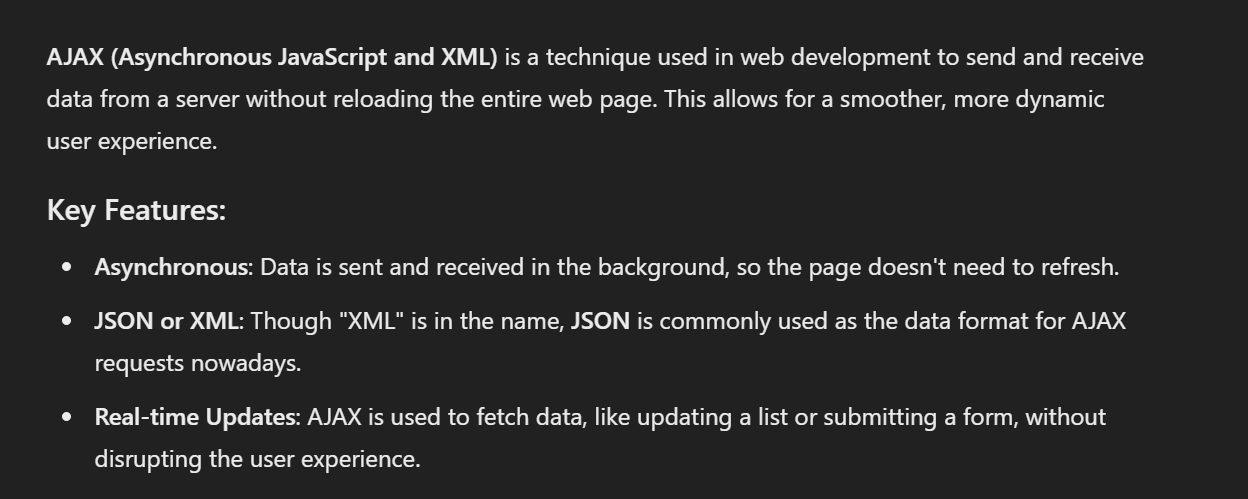 AJAX (Asynchronous JavaScript and XML) is a technique used in web development to send and receive
data from a server without reloading the entire web page. This allows for a smoother, more dynamic
user experience.
Key Features:
• Asynchronous: Data is sent and received in the background, so the page doesn't need to refresh.
• JSON or XML: Though "XML" is in the name, JSON is commonly used as the data format for AJAX
requests nowadays.
• Real-time Updates: AJAX is used to fetch data, like updating a list or submitting a form, without
disrupting the user experience.